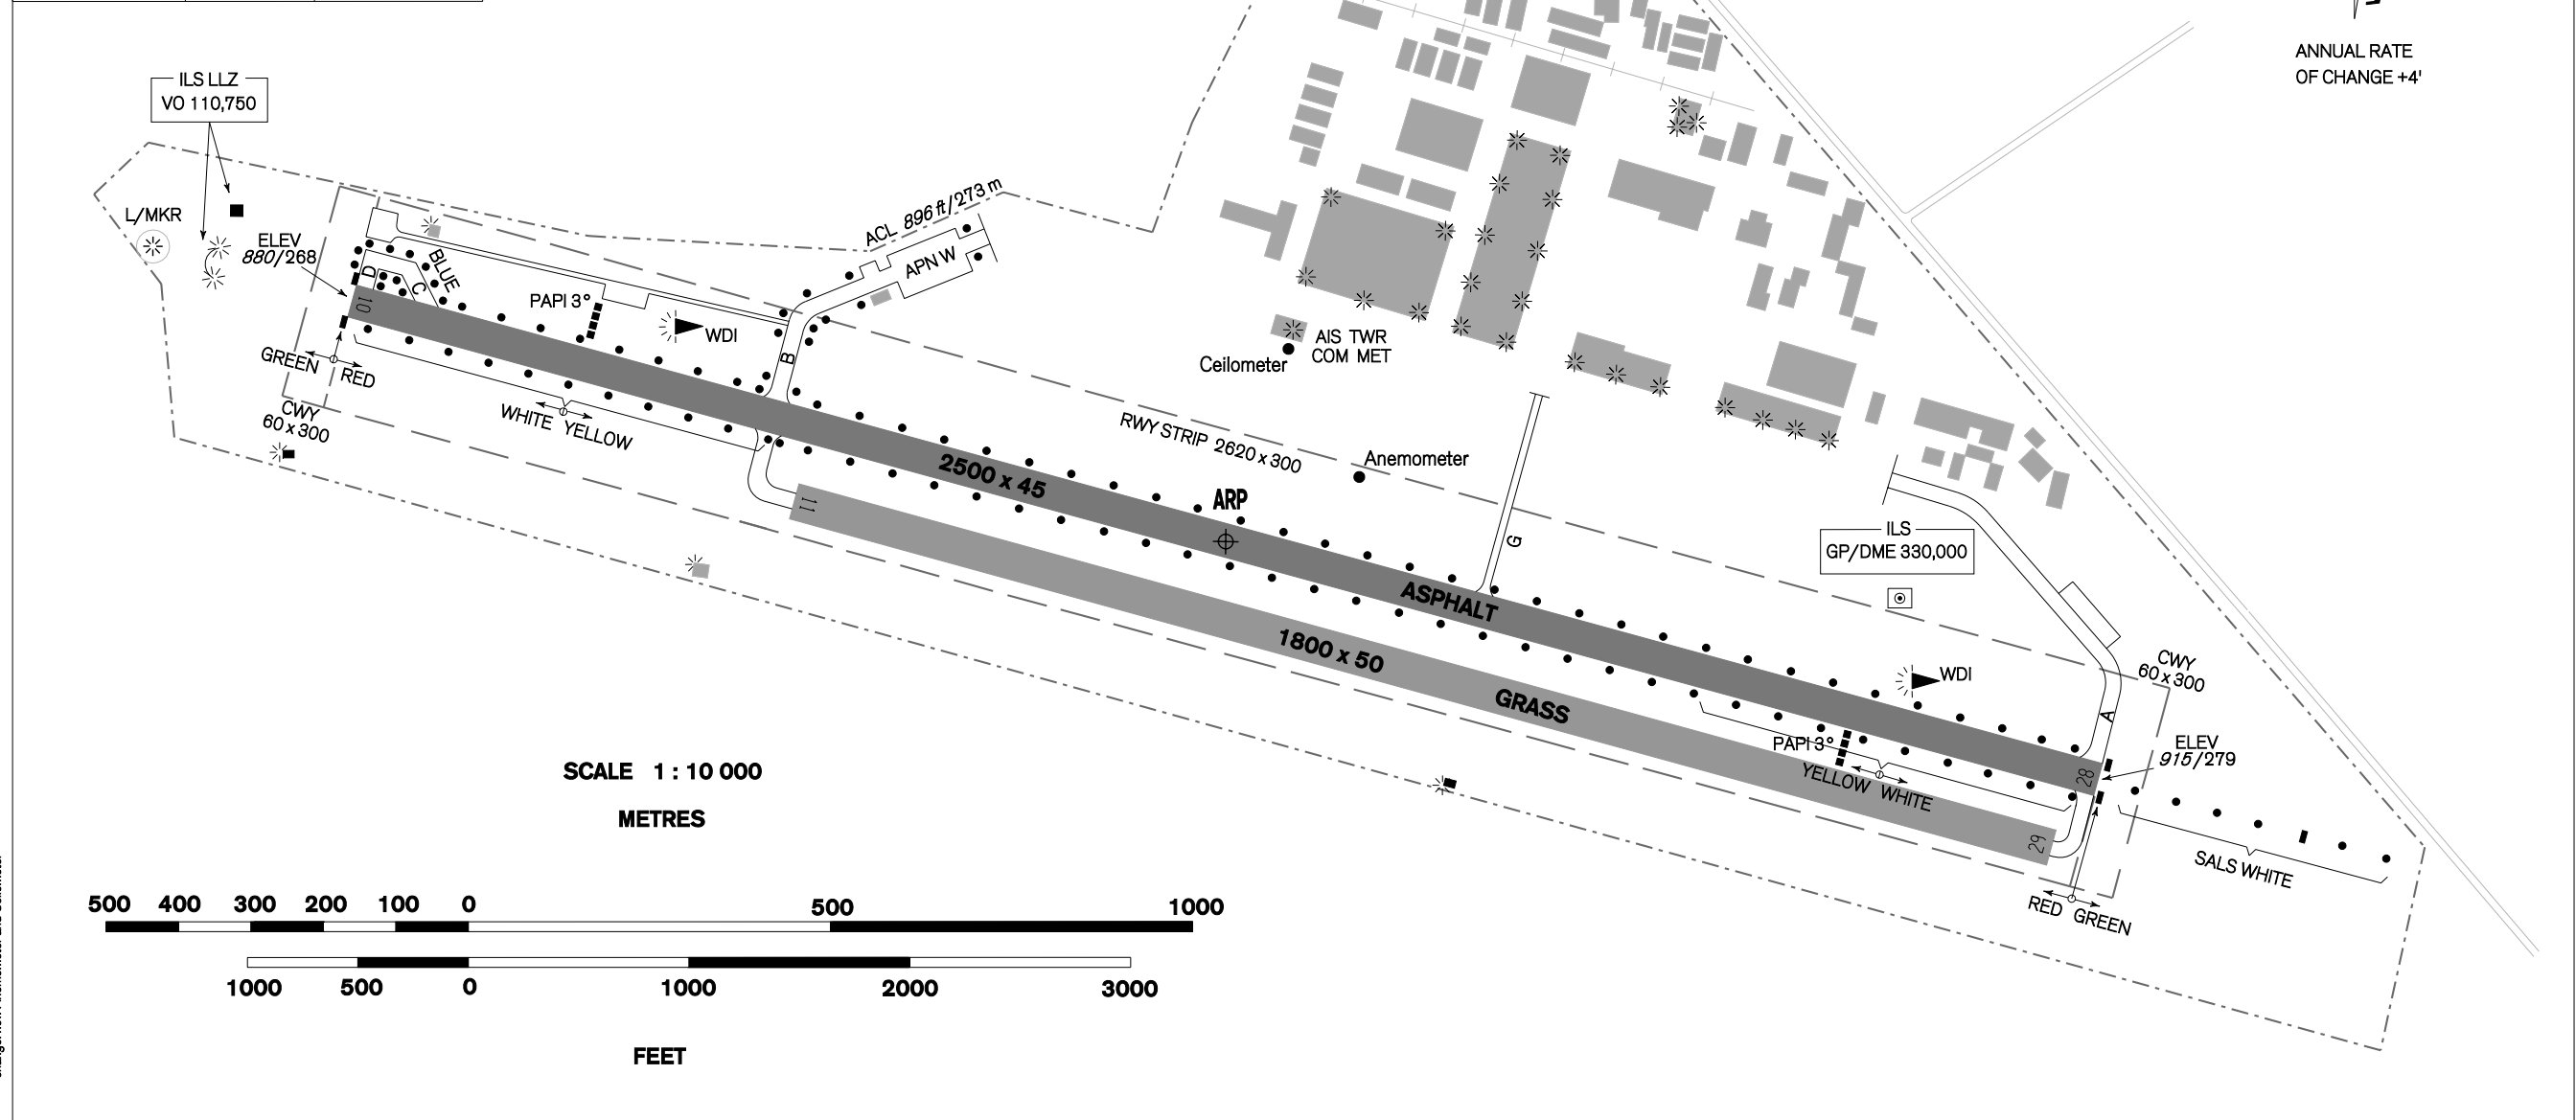 ANNUAL RATE
OF CHANGE +4'
ILS LLZ
VO 110,750
L/MKR
ELEV
880/268
D
C
BLUE
10
PAPI 3°
WDI
B
ACL 896 ft/273 m
APN W
GREEN
RED
CWY
60 x 300
WHITE YELLOW
AIS TWR
COM MET
Ceilometer
RWY STRIP 2620 x 300
Anemometer
2500 x 45
ARP
11
G
ILS
GP/DME 330,000
ASPHALT
1800 x 50
GRASS
WDI
CWY
60 x 300
A
PAPI 3°
YELLOW WHITE
28
29
ELEV
915/279
SALS WHITE
RED GREEN
SCALE 1 : 10 000
METRES
500 400 300 200 100 0 500 1000
1000 500 0 1000 2000 3000
FEET